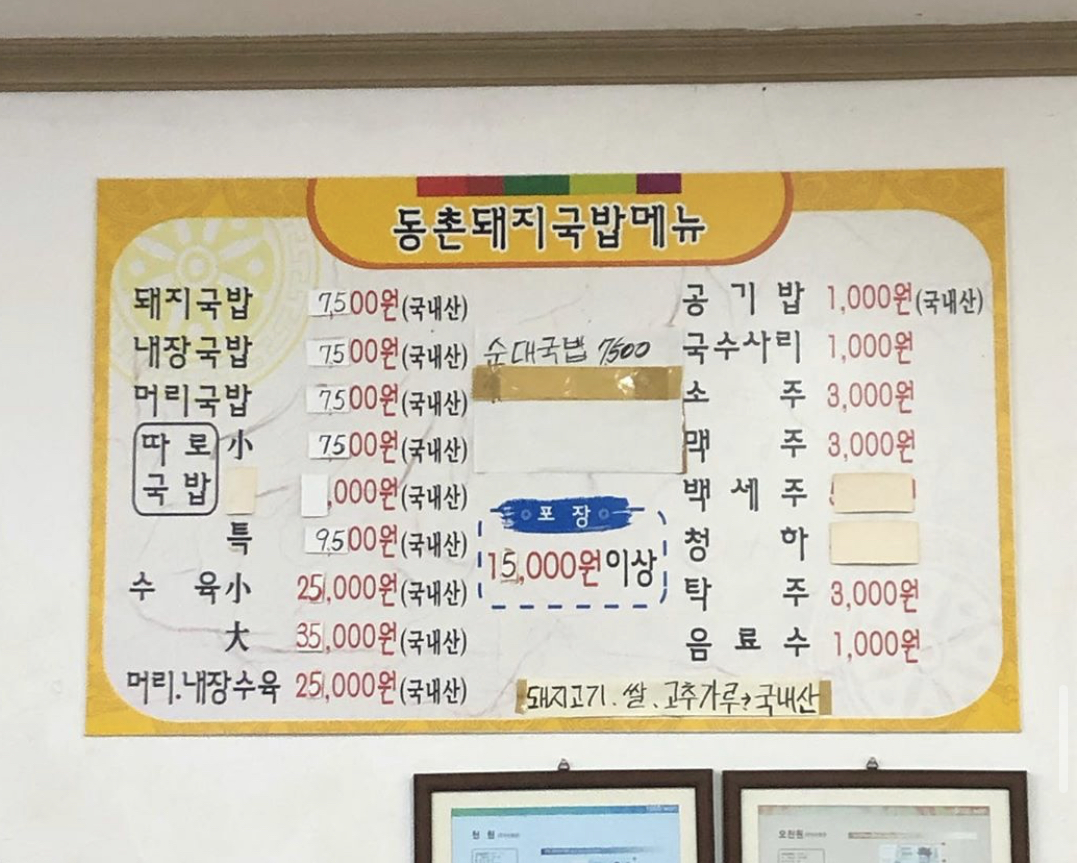 동촌돼지국밥메뉴
돼지국밥 7,500원(국내산)
내장국밥 7500원(국내산)
머리국밥 7,500원(국내산)
따로국밥 小 7500원(국내산)
,000원(국내산)
특 9,500원(국내산)
수육 小 25,000원(국내산)
大 35,000원(국내산)
머리.내장수육 25,000원(국내산)
순대국밥 7,500
포장
15,000원이상
공기밥 1,000원(국내산)
국수사리 1,000원
소주 3,000원
맥주 3,000원
백세주
청하
탁주 3,000원
음료수 1,000원
돼지고기.쌀.고추가루→국내산
천원
오천원